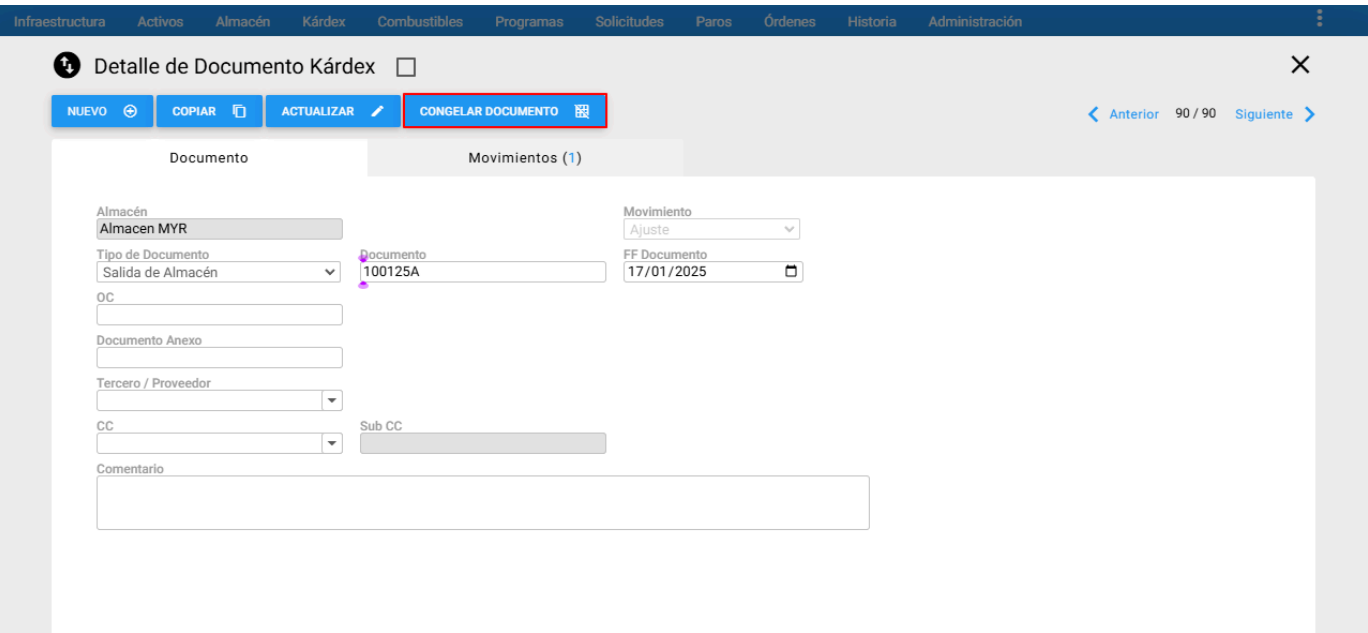 Infraestructura Activos Almacén Kárdex Combustibles Programas Solicitudes Paros Órdenes Historia Administración
Detalle de Documento Kárdex
NUEVO COPIAR ACTUALIZAR CONGELAR DOCUMENTO Anterior 90 / 90 Siguiente
Documento Movimientos (1)
Almacén Movimiento
Almacen MYR Ajuste
Tipo de Documento Documento FF Documento
Salida de Almacén 100125A 17/01/2025
OC
Documento Anexo
Tercero / Proveedor
CC Sub CC
Comentario